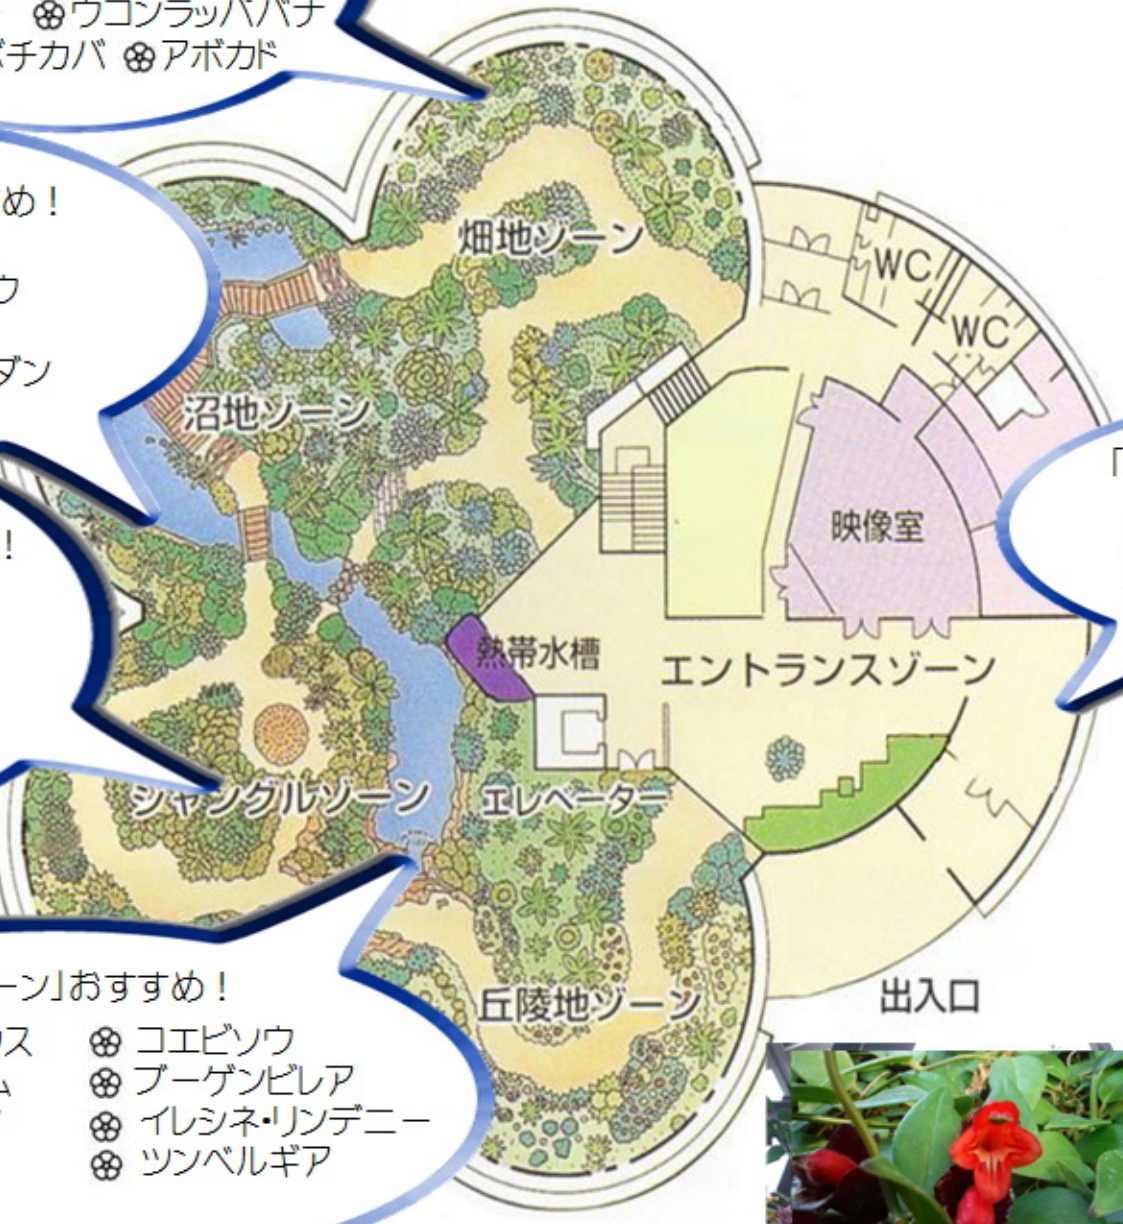 ウコンラッパバナ
チカバ アボカド
め！
ウ
ダン
！
畑地ゾーン
WC
WC
沼地ゾーン
映像室
「
熱帯水槽
エントランスゾーン
ジャングルゾーン
エレベーター
丘陵地ゾーン
出入口
ーン」おすすめ！
ス コエビソウ
ム ブーゲンビレア
イレシネ・リンデニー
ツンベルギア